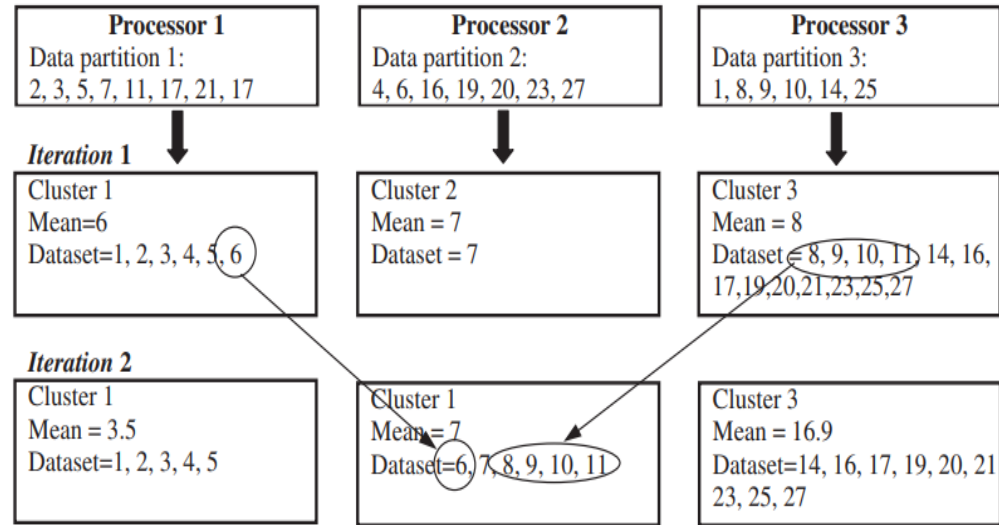 Processor 1
Data partition 1:
2, 3, 5, 7, 11, 17, 21, 17
Processor 2
Data partition 2:
4, 6, 16, 19, 20, 23, 27
Processor 3
Data partition 3:
1, 8, 9, 10, 14, 25
Iteration 1
Cluster 1
Mean=6
Dataset=1, 2, 3, 4, 5, 6
Cluster 2
Mean = 7
Dataset = 7
Cluster 3
Mean = 8
Dataset = 8, 9, 10, 11, 14, 16,
17,19,20,21,23,25,27
Iteration 2
Cluster 1
Mean = 3.5
Dataset=1, 2, 3, 4, 5
Cluster 1
Mean = 7
Dataset=6, 7, 8, 9, 10, 11
Cluster 3
Mean = 16.9
Dataset=14, 16, 17, 19, 20, 21
23, 25, 27